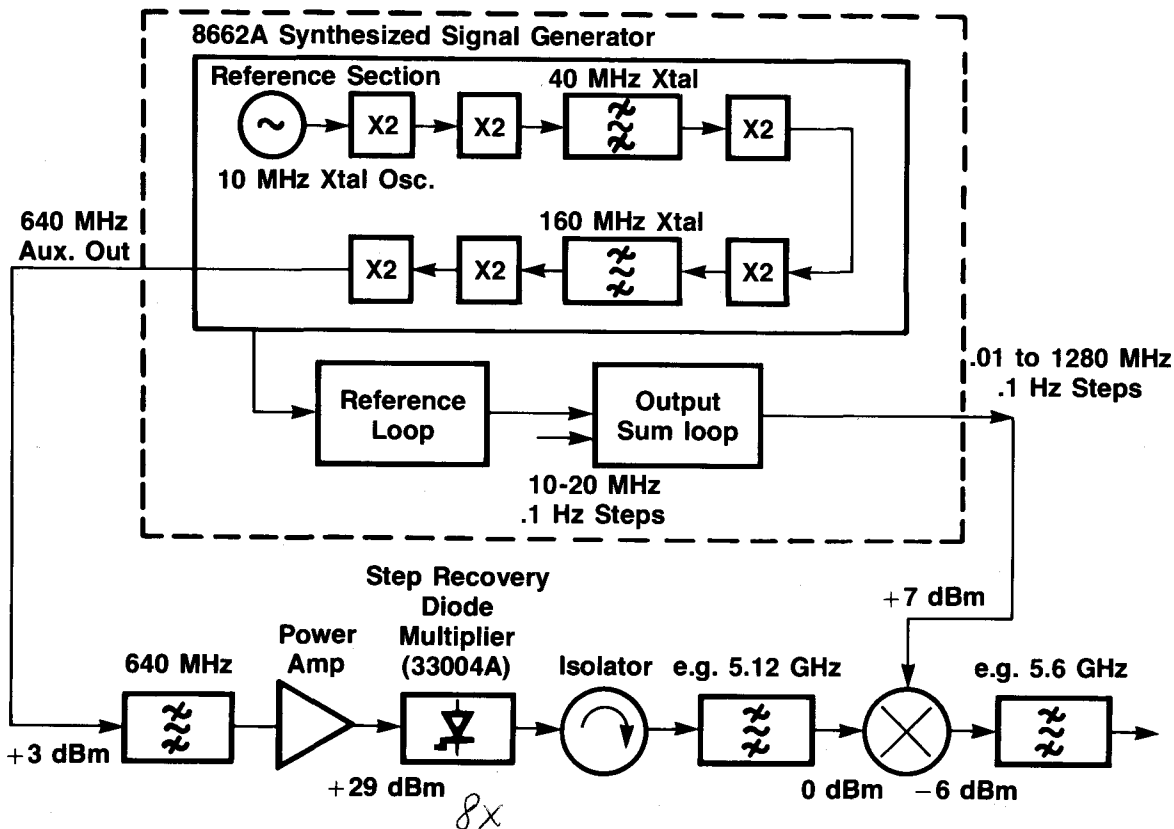 8662A Synthesized Signal Generator
Reference Section
40 MHz Xtal
~
X2
X2
X2
10 MHz Xtal Osc.
640 MHz
Aux. Out
160 MHz Xtal
X2
X2
X2
.01 to 1280 MHz
.1 Hz Steps
Reference
Loop
Output
Sum loop
10-20 MHz
.1 Hz Steps
+7 dBm
Step Recovery
Diode
Multiplier
(33004A)
Power
Amp
640 MHz
Isolator
e.g. 5.12 GHz
e.g. 5.6 GHz
+3 dBm
+29 dBm
0 dBm
−6 dBm
8X